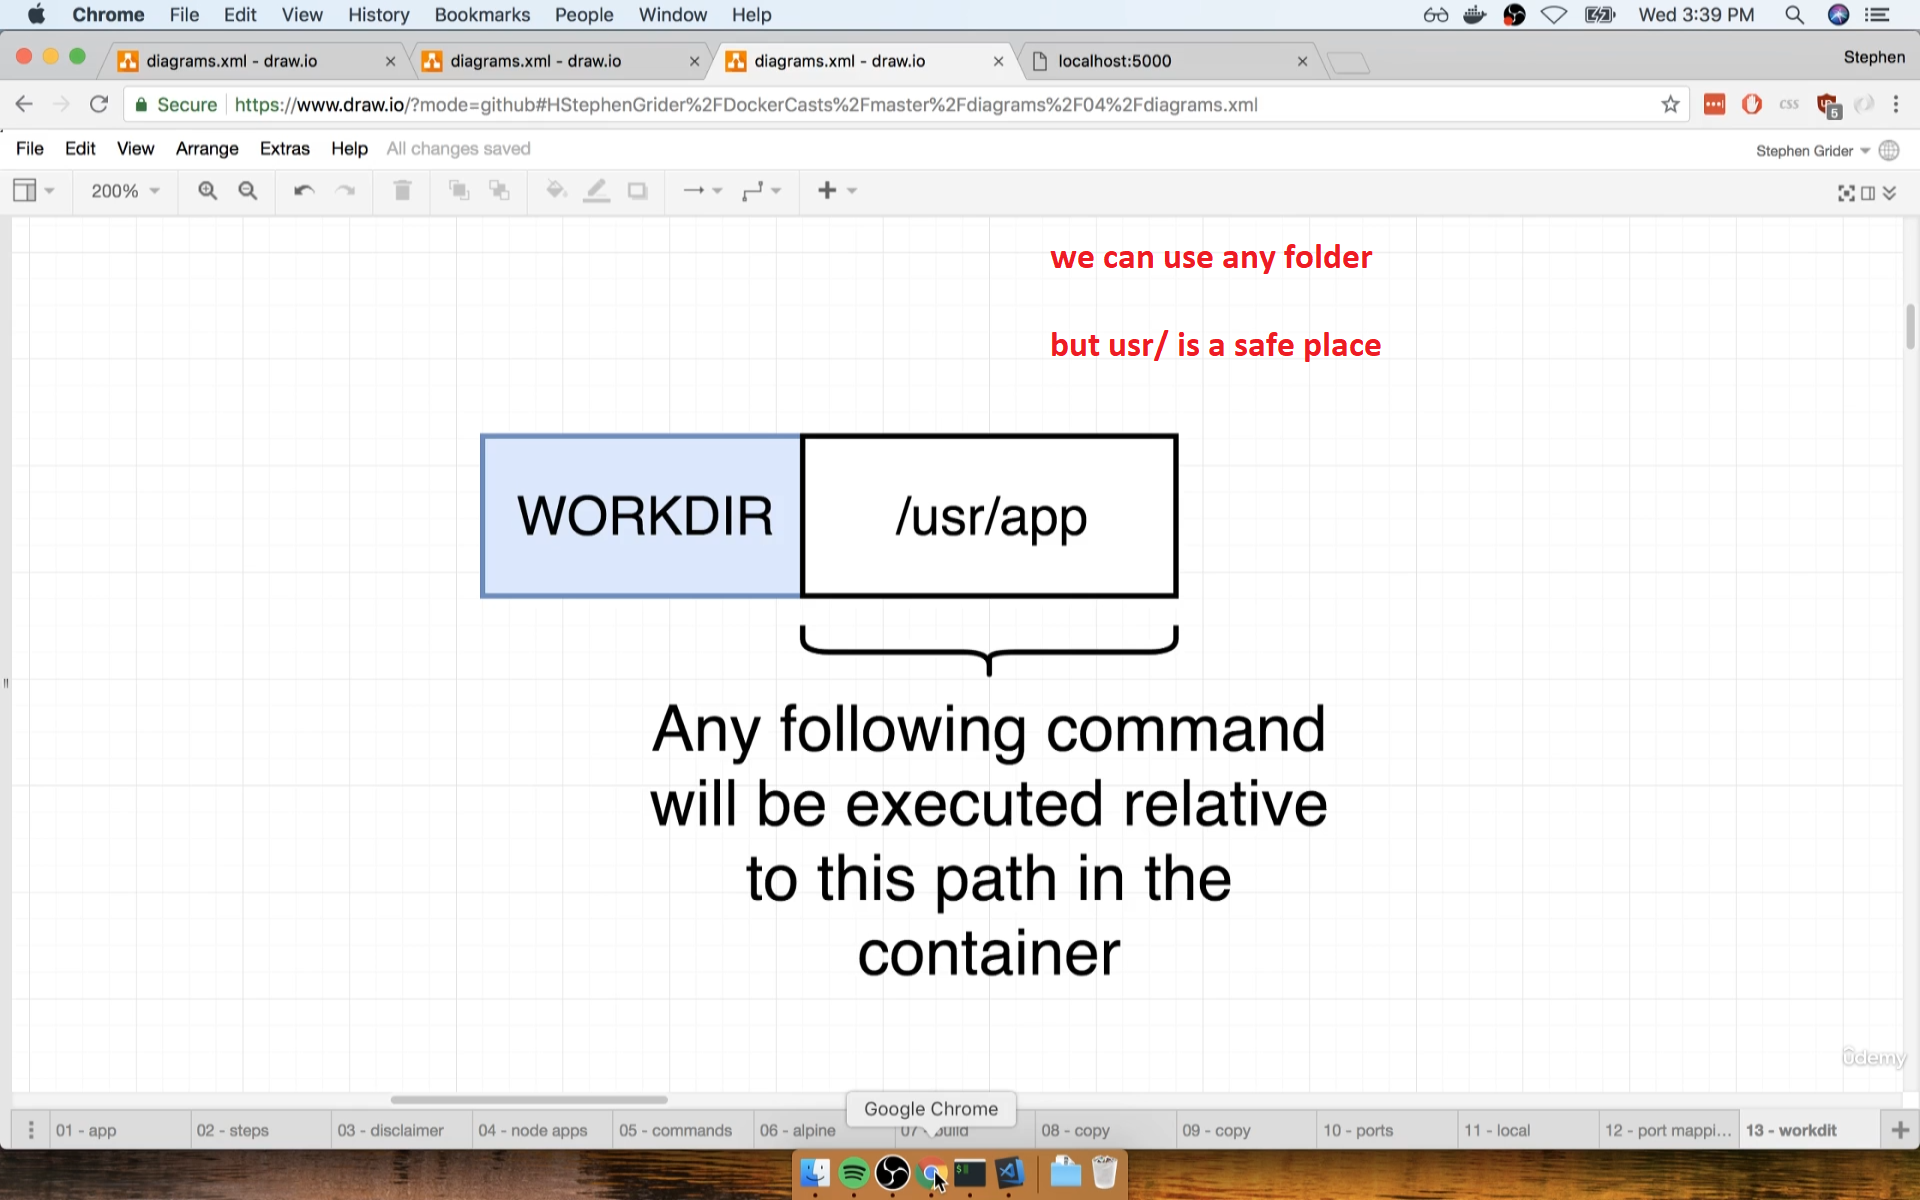 Chrome File Edit View History Bookmarks People Window Help Wed 3:39 PM
diagrams.xml - draw.io diagrams.xml - draw.io diagrams.xml - draw.io localhost:5000 Stephen
Secure https://www.draw.io/?mode=github#HStephenGrider%2FDockerCasts%2Fmaster%2Fdiagrams%2F04%2Fdiagrams.xml css 5
File Edit View Arrange Extras Help All changes saved Stephen Grider
200%
we can use any folder
but usr/ is a safe place
WORKDIR /usr/app
Any following command
will be executed relative
to this path in the
container
ûdemy
Google Chrome
01 - app 02 - steps 03 - disclaimer 04 - node apps 05 - commands 06 - alpine 08 - copy 09 - copy 10 - ports 11 - local 12 - port mappi... 13 - workdit